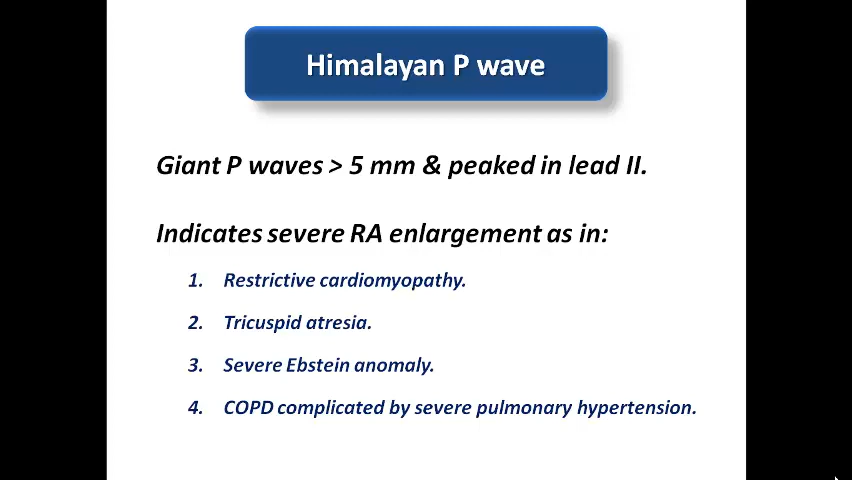 Himalayan P wave
Giant P waves > 5 mm & peaked in lead II.
Indicates severe RA enlargement as in:
1. Restrictive cardiomyopathy.
2. Tricuspid atresia.
3. Severe Ebstein anomaly.
4. COPD complicated by severe pulmonary hypertension.